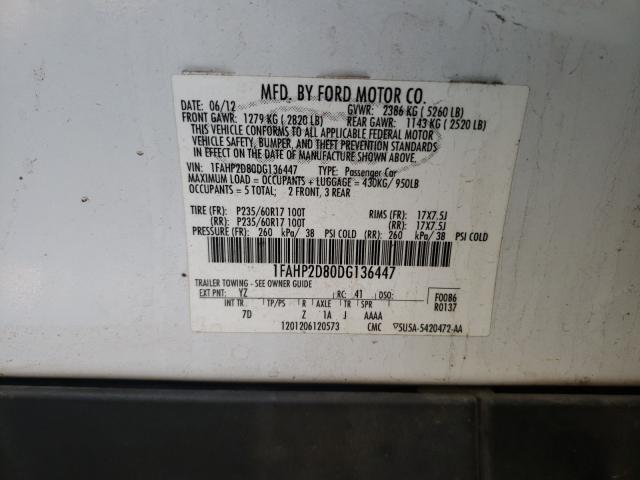 MFD. BY FORD MOTOR CO.
DATE: 06/12 GVWR: 2386 KG ( 5260 LB)
FRONT GAWR: 1279 KG ( 2820 LB) REAR GAWR: 1143 KG ( 2520 LB)
THIS VEHICLE CONFORMS TO ALL APPLICABLE FEDERAL MOTOR
VEHICLE SAFETY, BUMPER, AND THEFT PREVENTION STANDARDS
IN EFFECT ON THE DATE OF MANUFACTURE SHOWN ABOVE.
VIN: 1FAHP2D80DG136447 TYPE: Passenger Car
MAXIMUM LOAD = OCCUPANTS + LUGGAGE = 430KG/ 950LB
OCCUPANTS = 5 TOTAL; 2 FRONT, 3 REAR
TIRE (FR): P235/60R17 100T RIMS (FR): 17X7.5J
(RR): P235/60R17 100T (RR): 17X7.5J
PRESSURE (FR): 260 kPa/ 38 PSI COLD (RR) 260 kPa/ 38 PSI COLD
1FAHP2D80DG136447
TRAILER TOWING - SEE OWNER GUIDE
EXT PNT: YZ RC: 41 DSO: F0086
R0137
INT TR TP/PS R AXLE TR SPR
7D Z 1A J AAAA
1201206120573 CMC ▽5U5A-5420472-AA